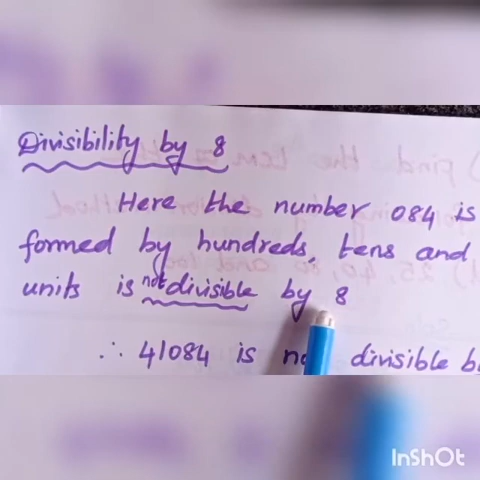 Divisibility by 8
Here the number 084 is
formed by hundreds, tens and
units is not divisible by 8
∴ 41084 is divisible
InShOt